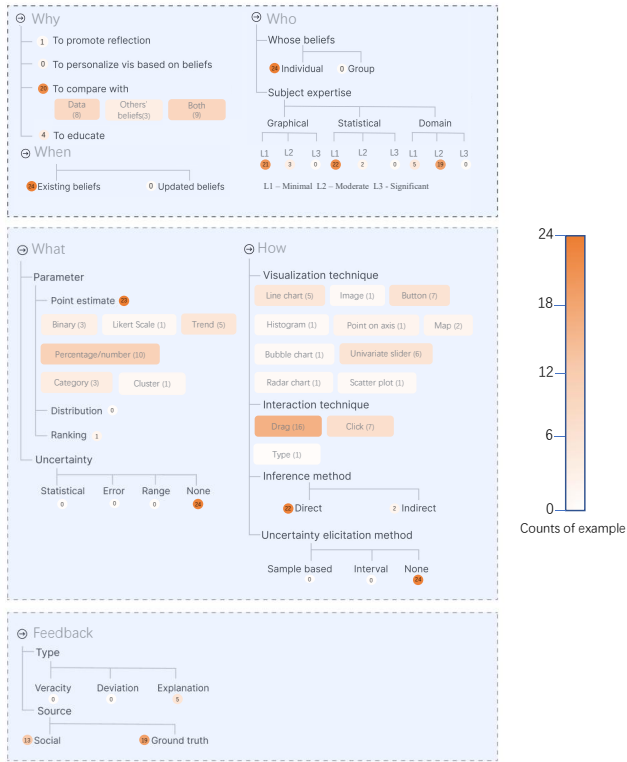 Why
1 To promote reflection
0 To personalize vis based on beliefs
20 To compare with
Data (8)
Others' beliefs(3)
Both (9)
4 To educate
When
24 Existing beliefs
0 Updated beliefs
Who
Whose beliefs
24 Individual 0 Group
Subject expertise
Graphical Statistical Domain
L1 L2 L3 L1 L2 L3 L1 L2 L3
21 3 0 22 2 0 5 19 0
L1 – Minimal L2 – Moderate L3 - Significant
What
Parameter
Point estimate 23
Binary (3) Likert Scale (1) Trend (5)
Percentage/number (10)
Category (3) Cluster (1)
Distribution 0
Ranking 1
Uncertainty
Statistical Error Range None
0 0 0 24
How
Visualization technique
Line chart (5) Image (1) Button (7)
Histogram (1) Point on axis (1) Map (2)
Bubble chart (1) Univariate slider (6)
Radar chart (1) Scatter plot (1)
Interaction technique
Drag (16) Click (7)
Type (1)
Inference method
22 Direct 2 Indirect
Uncertainty elicitation method
Sample based Interval None
0 0 24
Feedback
Type
Veracity Deviation Explanation
0 0 5
Source
13 Social 19 Ground truth
24
18
12
6
0
Counts of example